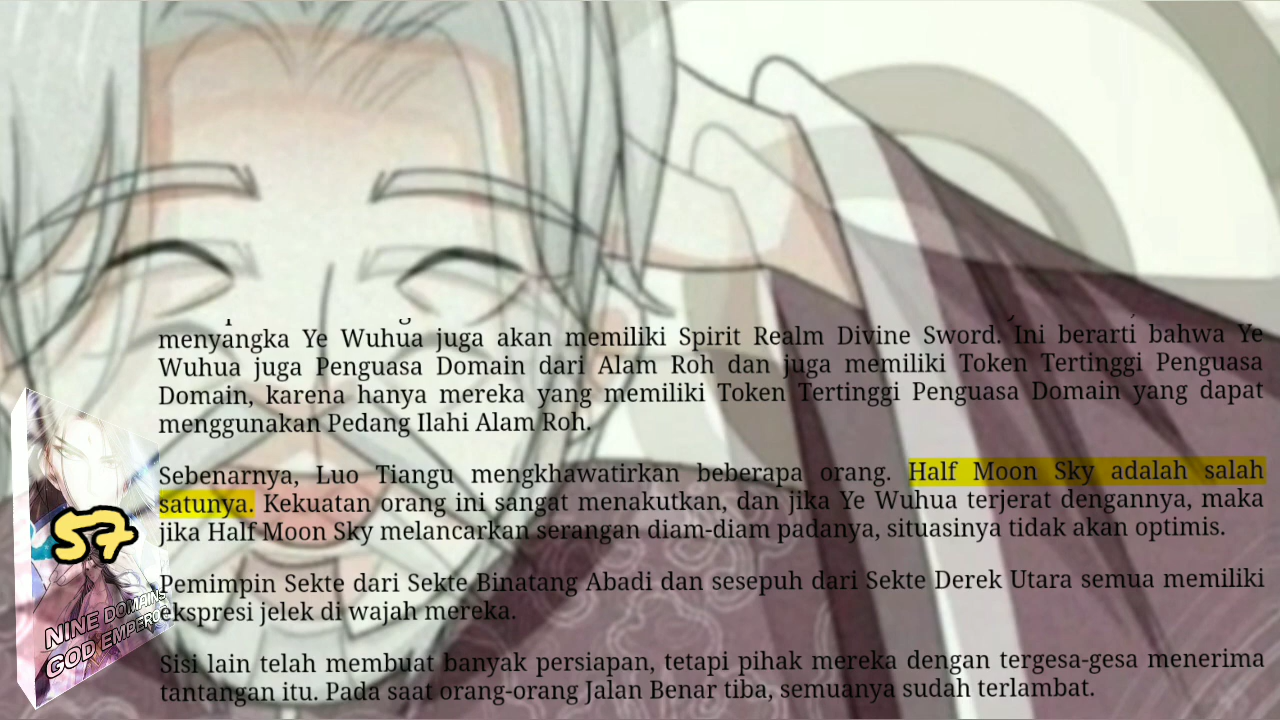 menyangka Ye Wuhua juga akan memiliki Spirit Realm Divine Sword. Ini berarti bahwa Ye
Wuhua juga Penguasa Domain dari Alam Roh dan juga memiliki Token Tertinggi Penguasa
Domain, karena hanya mereka yang memiliki Token Tertinggi Penguasa Domain yang dapat
menggunakan Pedang Ilahi Alam Roh.
Sebenarnya, Luo Tiangu mengkhawatirkan beberapa orang. Half Moon Sky adalah salah
satunya. Kekuatan orang ini sangat menakutkan, dan jika Ye Wuhua terjerat dengannya, maka
jika Half Moon Sky melancarkan serangan diam-diam padanya, situasinya tidak akan optimis.
Pemimpin Sekte dari Sekte Binatang Abadi dan sesepuh dari Sekte Derek Utara semua memiliki
ekspresi jelek di wajah mereka.
Sisi lain telah membuat banyak persiapan, tetapi pihak mereka dengan tergesa-gesa menerima
tantangan itu. Pada saat orang-orang Jalan Benar tiba, semuanya sudah terlambat.
57
NINE DOMAINS
GOD EMPEROR